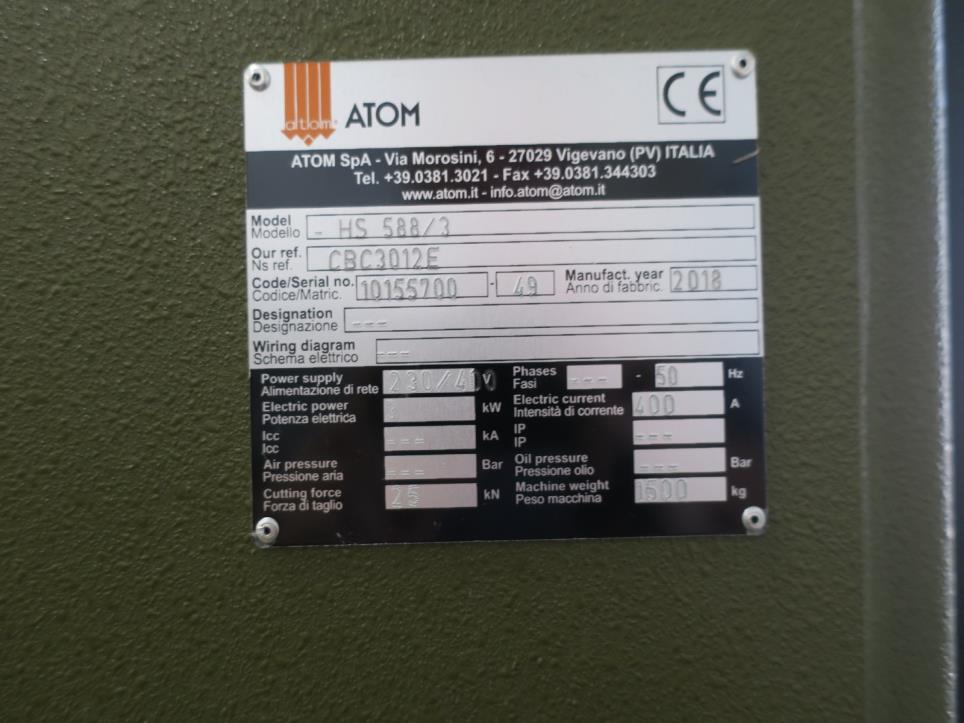 atom ATOM CE
ATOM SpA - Via Morosini, 6 - 27029 Vigevano (PV) ITALIA
Tel. +39.0381.3021 - Fax +39.0381.344303
www.atom.it - info.atom@atom.it
Model
Modello
- HS 588/3
Our ref.
Ns ref.
CBC3012E
Code/Serial no.
Codice/Matric.
10155700 - 49
Manufact. year
Anno di fabbric.
2018
Designation
Designazione
---
Wiring diagram
Schema elettrico
---
Power supply
Alimentazione di rete
230/400 V
Phases
Fasi
--- - 50 Hz
Electric power
Potenza elettrica
kW
Electric current
Intensità di corrente
400 A
Icc
Icc
--- kA
IP
IP
---
Air pressure
Pressione aria
--- Bar
Oil pressure
Pressione olio
--- Bar
Cutting force
Forza di taglio
kN
Machine weight
Peso macchina
1500 kg